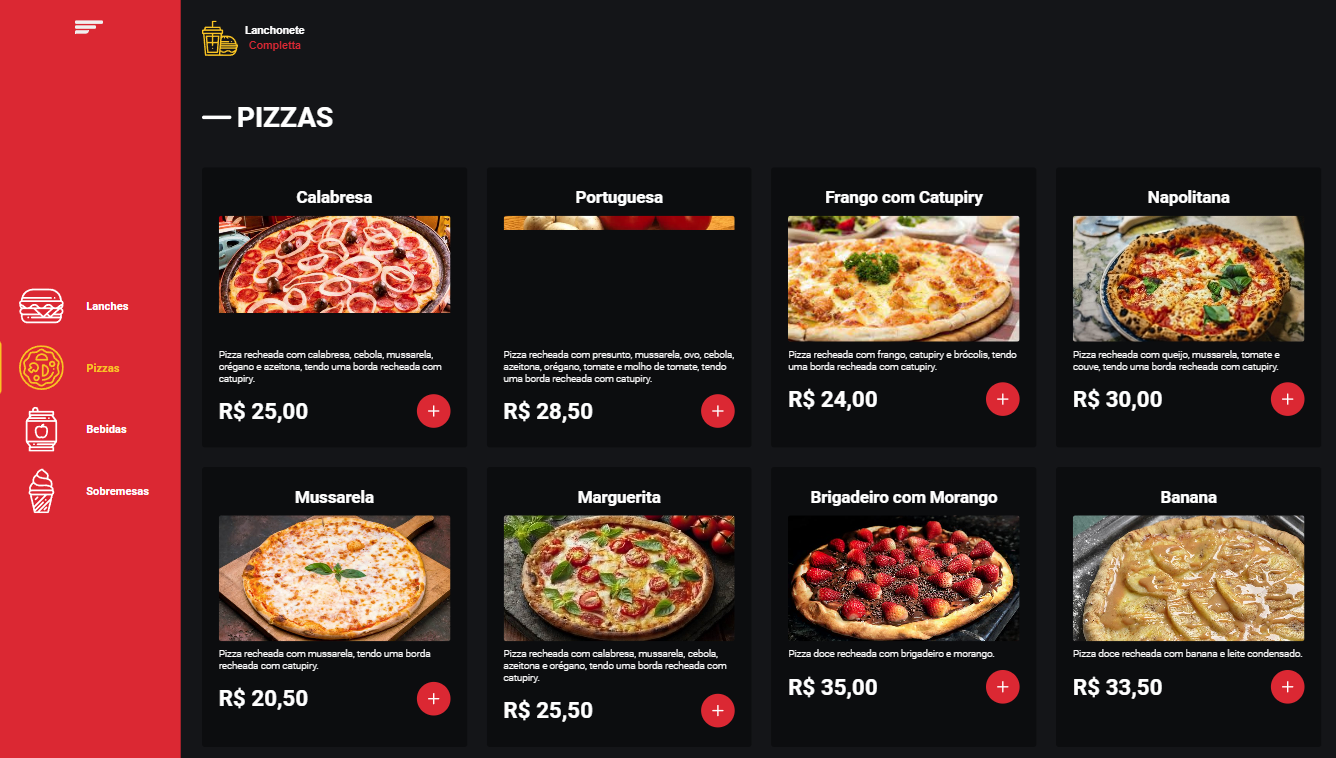 Lanchonete
Completta
— PIZZAS
Lanches
Pizzas
Bebidas
Sobremesas
Calabresa
Pizza recheada com calabresa, cebola, mussarela,
orégano e azeitona, tendo uma borda recheada com
catupiry.
R$ 25,00
+
Portuguesa
Pizza recheada com presunto, mussarela, ovo, cebola,
azeitona, orégano, tomate e molho de tomate, tendo
uma borda recheada com catupiry.
R$ 28,50
+
Frango com Catupiry
Pizza recheada com frango, catupiry e brócolis, tendo
uma borda recheada com catupiry.
R$ 24,00
+
Napolitana
Pizza recheada com queijo, mussarela, tomate e
couve, tendo uma borda recheada com catupiry.
R$ 30,00
+
Mussarela
Pizza recheada com mussarela, tendo uma borda
recheada com catupiry.
R$ 20,50
+
Marguerita
Pizza recheada com calabresa, mussarela, cebola,
azeitona e orégano, tendo uma borda recheada com
catupiry.
R$ 25,50
+
Brigadeiro com Morango
Pizza doce recheada com brigadeiro e morango.
R$ 35,00
+
Banana
Pizza doce recheada com banana e leite condensado.
R$ 33,50
+